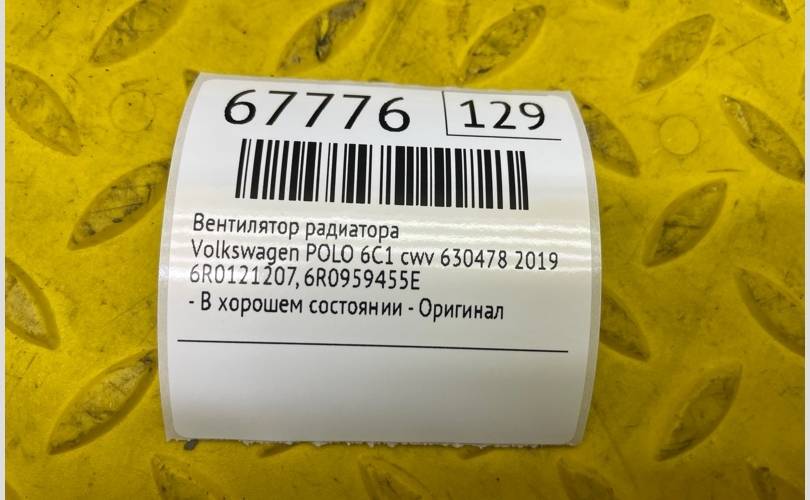 67776 129
Вентилятор радиатора
Volkswagen POLO 6C1 cwv 630478 2019
6R0121207, 6R0959455E
- В хорошем состоянии - Оригинал